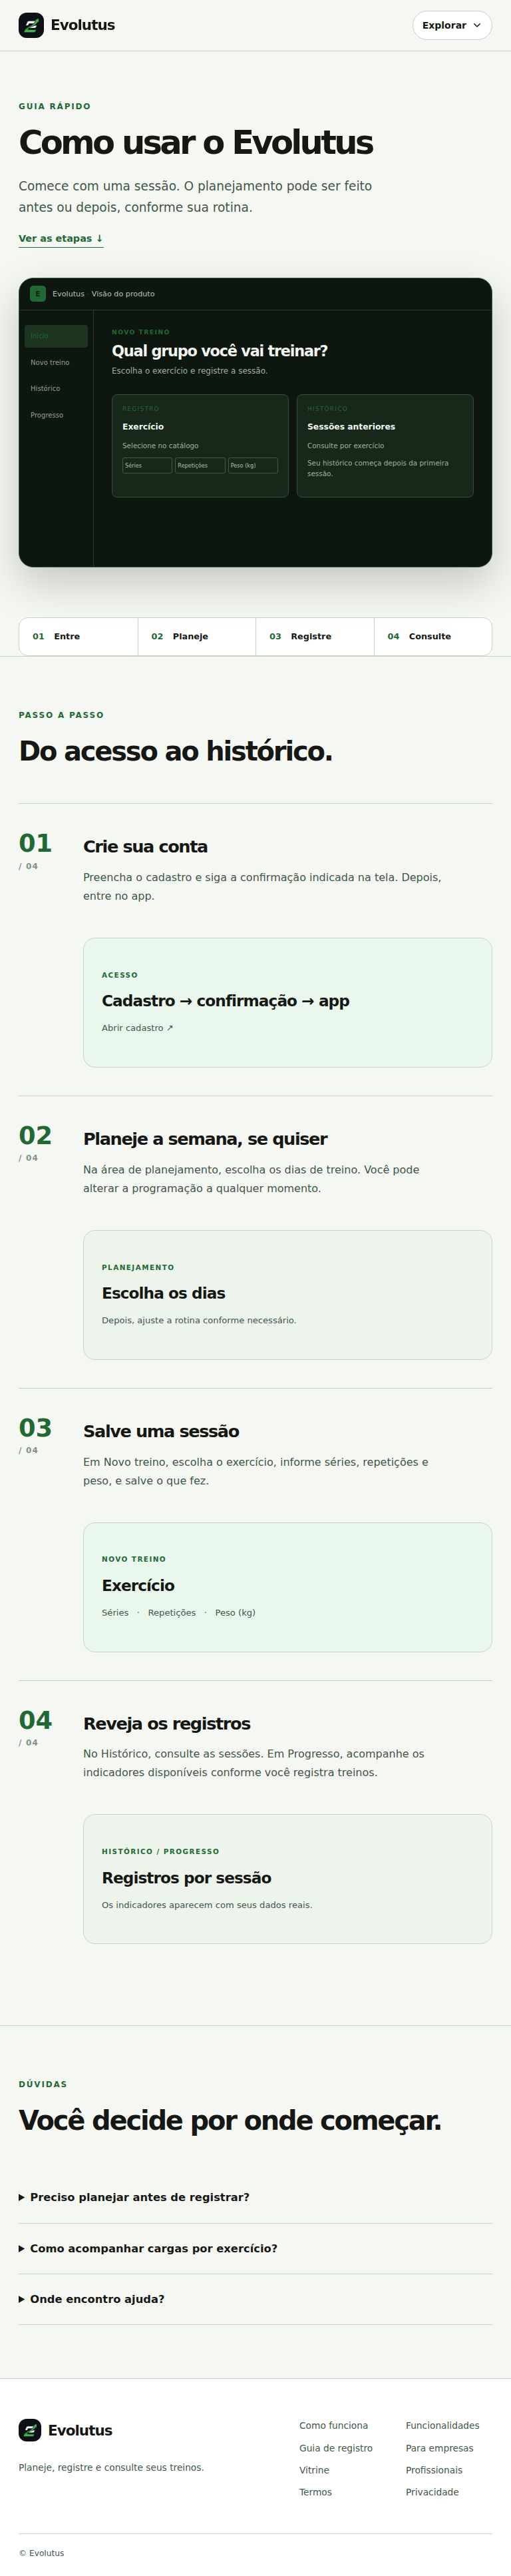 Evolutus
Explorar
GUIA RÁPIDO
Como usar o Evolutus
Comece com uma sessão. O planejamento pode ser feito
antes ou depois, conforme sua rotina.
Ver as etapas ↓
E Evolutus Visão do produto
Início
Novo treino
Histórico
Progresso
NOVO TREINO
Qual grupo você vai treinar?
Escolha o exercício e registre a sessão.
REGISTRO
Exercício
Selecione no catálogo
Séries Repetições Peso (kg)
HISTÓRICO
Sessões anteriores
Consulte por exercício
Seu histórico começa depois da primeira
sessão.
01 Entre
02 Planeje
03 Registre
04 Consulte
PASSO A PASSO
Do acesso ao histórico.
01
/ 04
Crie sua conta
Preencha o cadastro e siga a confirmação indicada na tela. Depois,
entre no app.
ACESSO
Cadastro → confirmação → app
Abrir cadastro ↗
02
/ 04
Planeje a semana, se quiser
Na área de planejamento, escolha os dias de treino. Você pode
alterar a programação a qualquer momento.
PLANEJAMENTO
Escolha os dias
Depois, ajuste a rotina conforme necessário.
03
/ 04
Salve uma sessão
Em Novo treino, escolha o exercício, informe séries, repetições e
peso, e salve o que fez.
NOVO TREINO
Exercício
Séries · Repetições · Peso (kg)
04
/ 04
Reveja os registros
No Histórico, consulte as sessões. Em Progresso, acompanhe os
indicadores disponíveis conforme você registra treinos.
HISTÓRICO / PROGRESSO
Registros por sessão
Os indicadores aparecem com seus dados reais.
DÚVIDAS
Você decide por onde começar.
Preciso planejar antes de registrar?
Como acompanhar cargas por exercício?
Onde encontro ajuda?
Evolutus
Planeje, registre e consulte seus treinos.
Como funciona
Funcionalidades
Guia de registro
Para empresas
Vitrine
Profissionais
Termos
Privacidade
© Evolutus